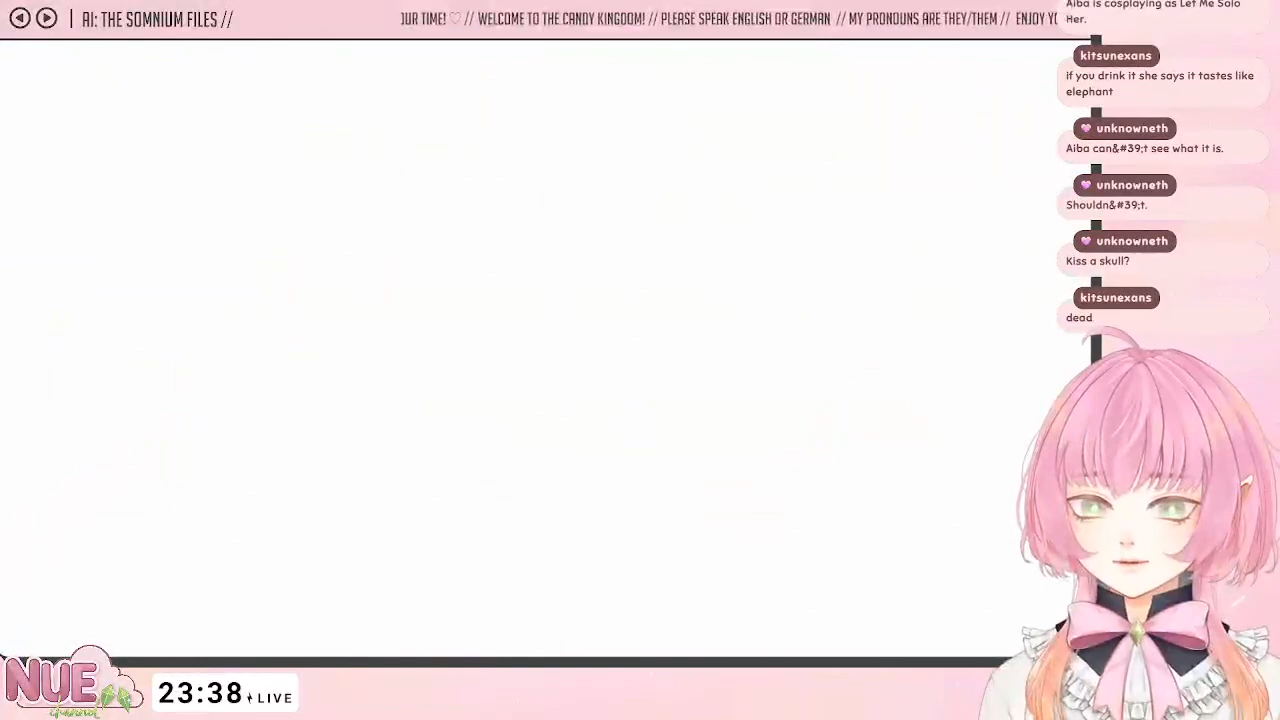 AI: THE SOMNIUM FILES //
OUR TIME! ♡ // WELCOME TO THE CANDY KINGDOM! // PLEASE SPEAK ENGLISH OR GERMAN // MY PRONOUNS ARE THEY/THEM // ENJOY YO
Aiba is cosplaying as Let Me Solo
Her.
kitsunexans
if you drink it she says it tastes like
elephant
unknowneth
Aiba can&#39;t see what it is.
unknowneth
Shouldn&#39;t.
unknowneth
Kiss a skull?
kitsunexans
dead
NUE
23:38 LIVE